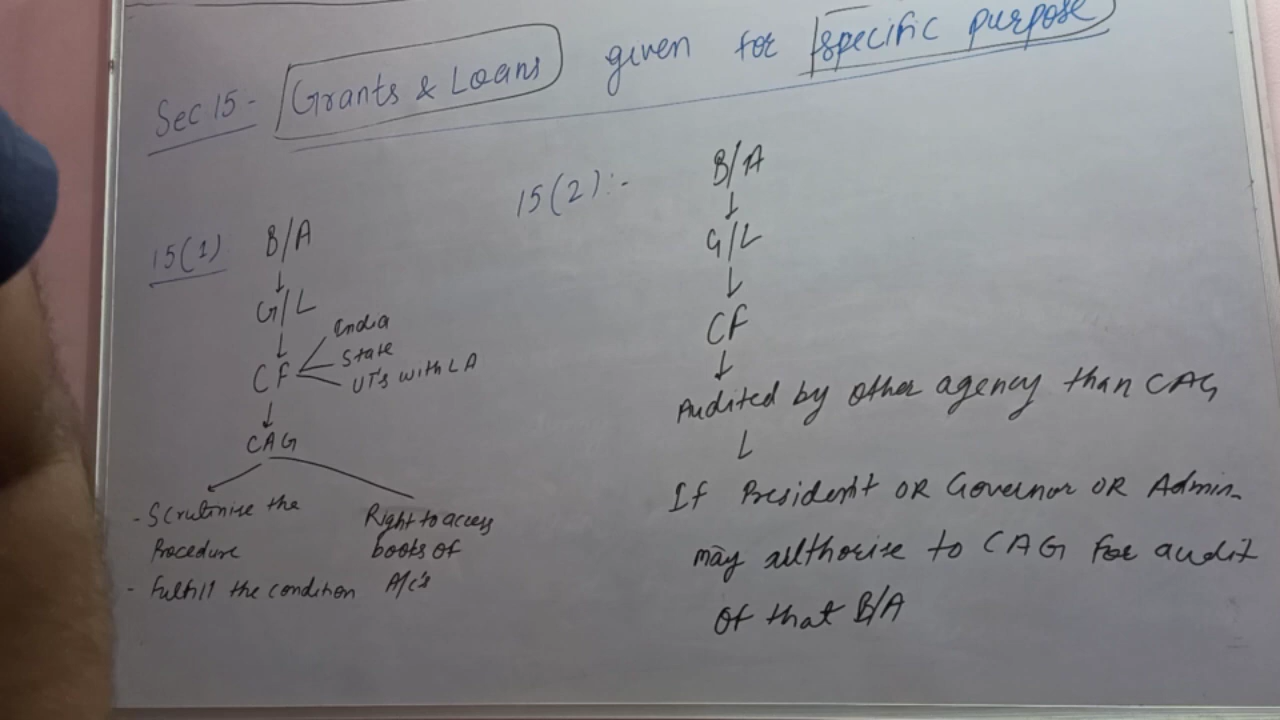 Sec 15 - Grants & Loans given for specific purpose
15(1) B/A
G/L
CF
India
State
UT's with LA
CAG
- Scrutinise the
Procedure
- Fulfill the condition
Right to access
books of
A/c's
15(2):-
B/A
G/L
CF
Audited by other agency than CAG
If President OR Governor OR Admin.
may authorise to CAG for audit
of that B/A